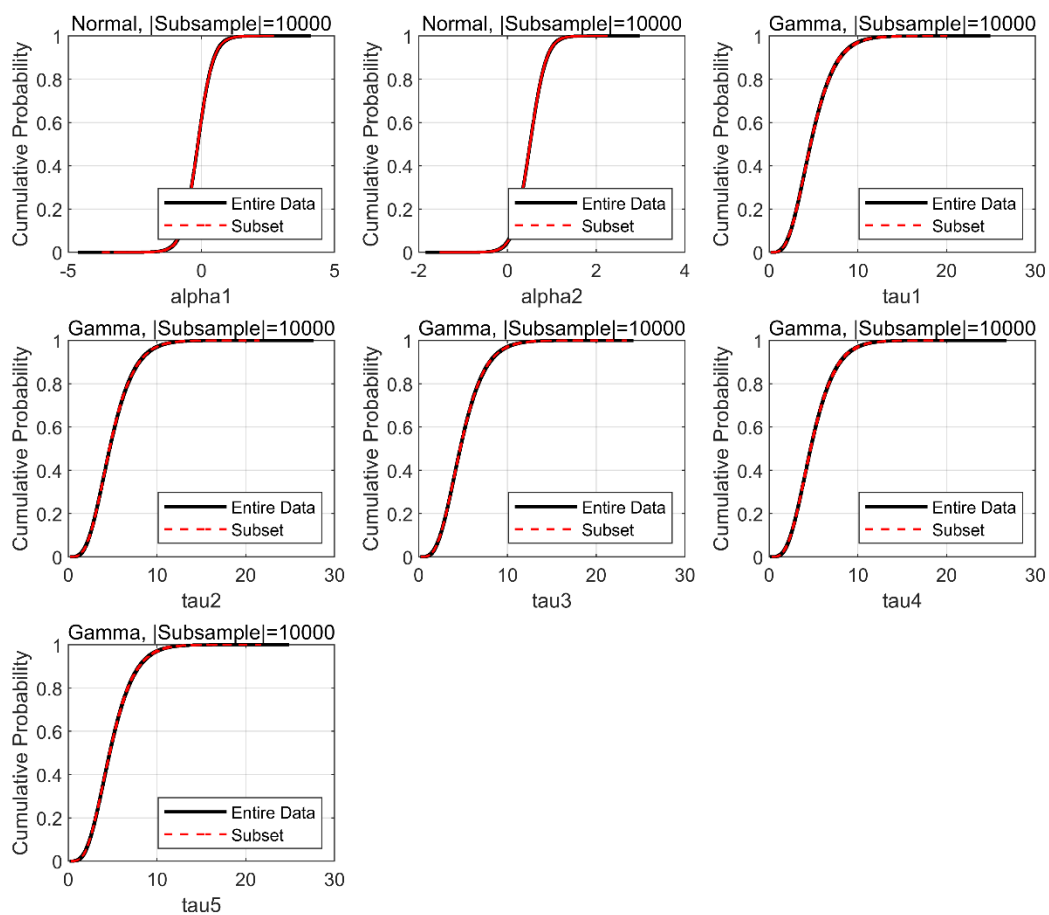 Normal, |Subsample|=10000
Cumulative Probability
1
0.8
0.6
0.4
0.2
0
Entire Data
Subset
-5 0 5
alpha1
Normal, |Subsample|=10000
Cumulative Probability
1
0.8
0.6
0.4
0.2
0
Entire Data
Subset
-2 0 2 4
alpha2
Gamma, |Subsample|=10000
Cumulative Probability
1
0.8
0.6
0.4
0.2
0
Entire Data
Subset
0 10 20 30
tau1
Gamma, |Subsample|=10000
Cumulative Probability
1
0.8
0.6
0.4
0.2
0
Entire Data
Subset
0 10 20 30
tau2
Gamma, |Subsample|=10000
Cumulative Probability
1
0.8
0.6
0.4
0.2
0
Entire Data
Subset
0 10 20 30
tau3
Gamma, |Subsample|=10000
Cumulative Probability
1
0.8
0.6
0.4
0.2
0
Entire Data
Subset
0 10 20 30
tau4
Gamma, |Subsample|=10000
Cumulative Probability
1
0.8
0.6
0.4
0.2
0
Entire Data
Subset
0 10 20 30
tau5